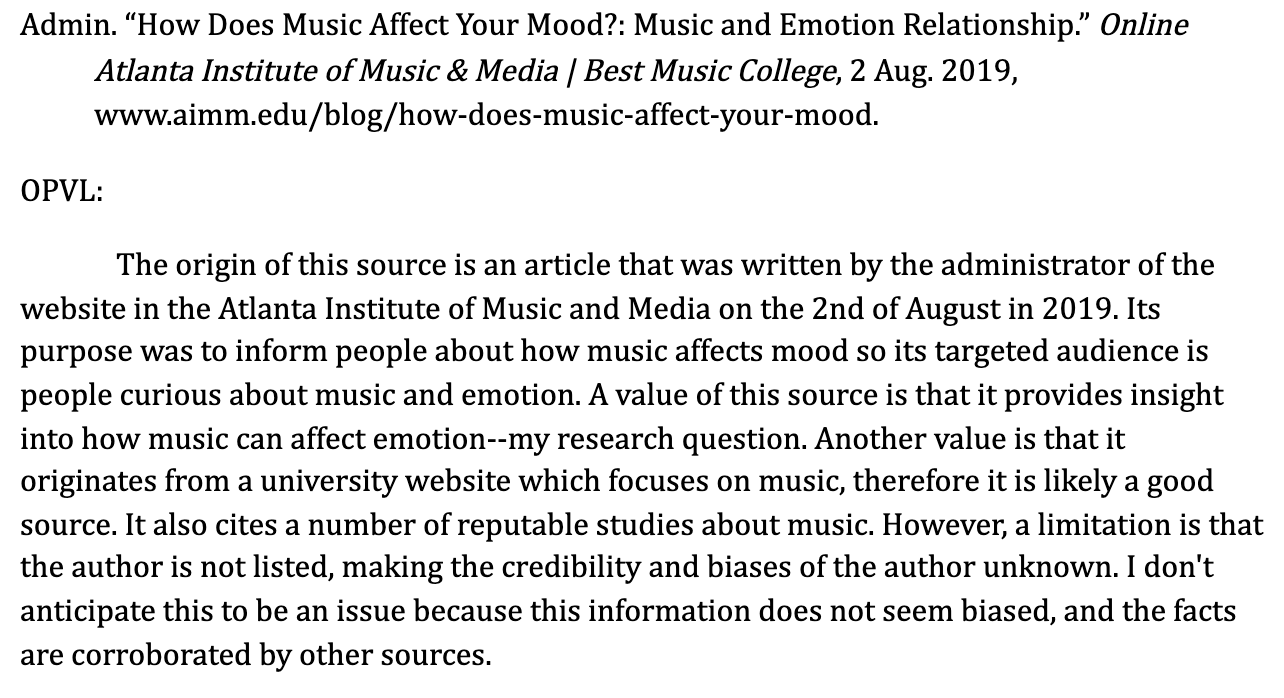 Admin. “How Does Music Affect Your Mood?: Music and Emotion Relationship.” Online
Atlanta Institute of Music & Media | Best Music College, 2 Aug. 2019,
www.aimm.edu/blog/how-does-music-affect-your-mood.
OPVL:
The origin of this source is an article that was written by the administrator of the
website in the Atlanta Institute of Music and Media on the 2nd of August in 2019. Its
purpose was to inform people about how music affects mood so its targeted audience is
people curious about music and emotion. A value of this source is that it provides insight
into how music can affect emotion--my research question. Another value is that it
originates from a university website which focuses on music, therefore it is likely a good
source. It also cites a number of reputable studies about music. However, a limitation is that
the author is not listed, making the credibility and biases of the author unknown. I don't
anticipate this to be an issue because this information does not seem biased, and the facts
are corroborated by other sources.